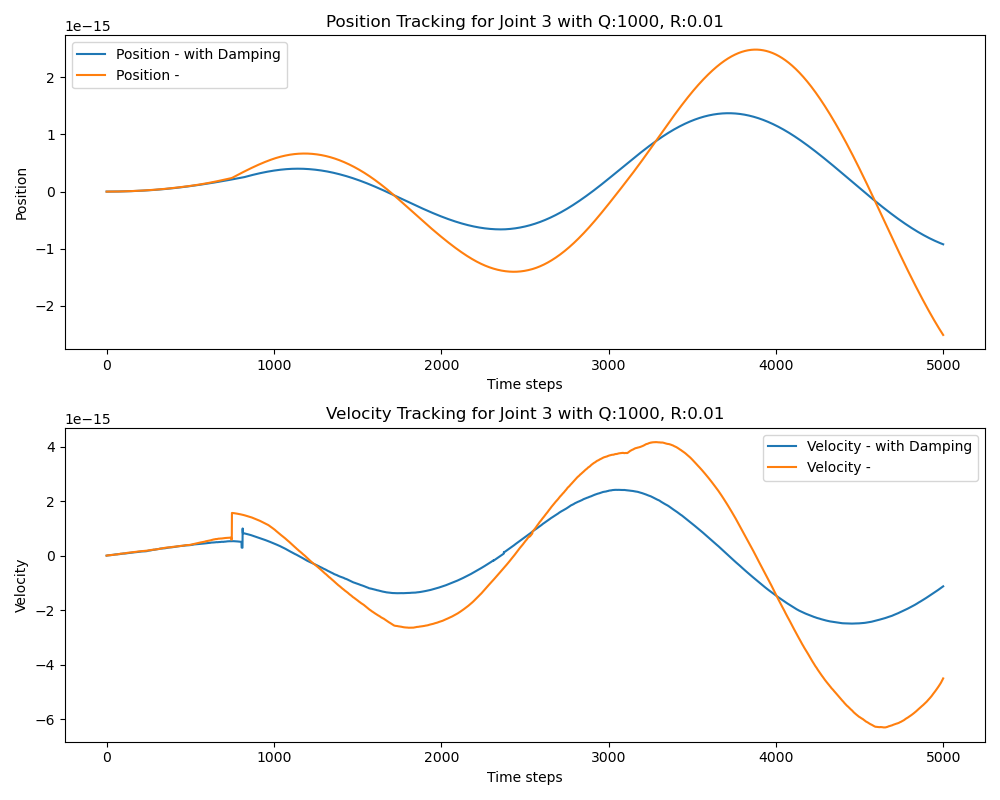 Position Tracking for Joint 3 with Q:1000, R:0.01
1e−15
Position - with Damping
Position -
2
1
0
−1
−2
Position
0 1000 2000 3000 4000 5000
Time steps
Velocity Tracking for Joint 3 with Q:1000, R:0.01
1e−15
Velocity - with Damping
Velocity -
4
2
0
−2
−4
−6
Velocity
0 1000 2000 3000 4000 5000
Time steps